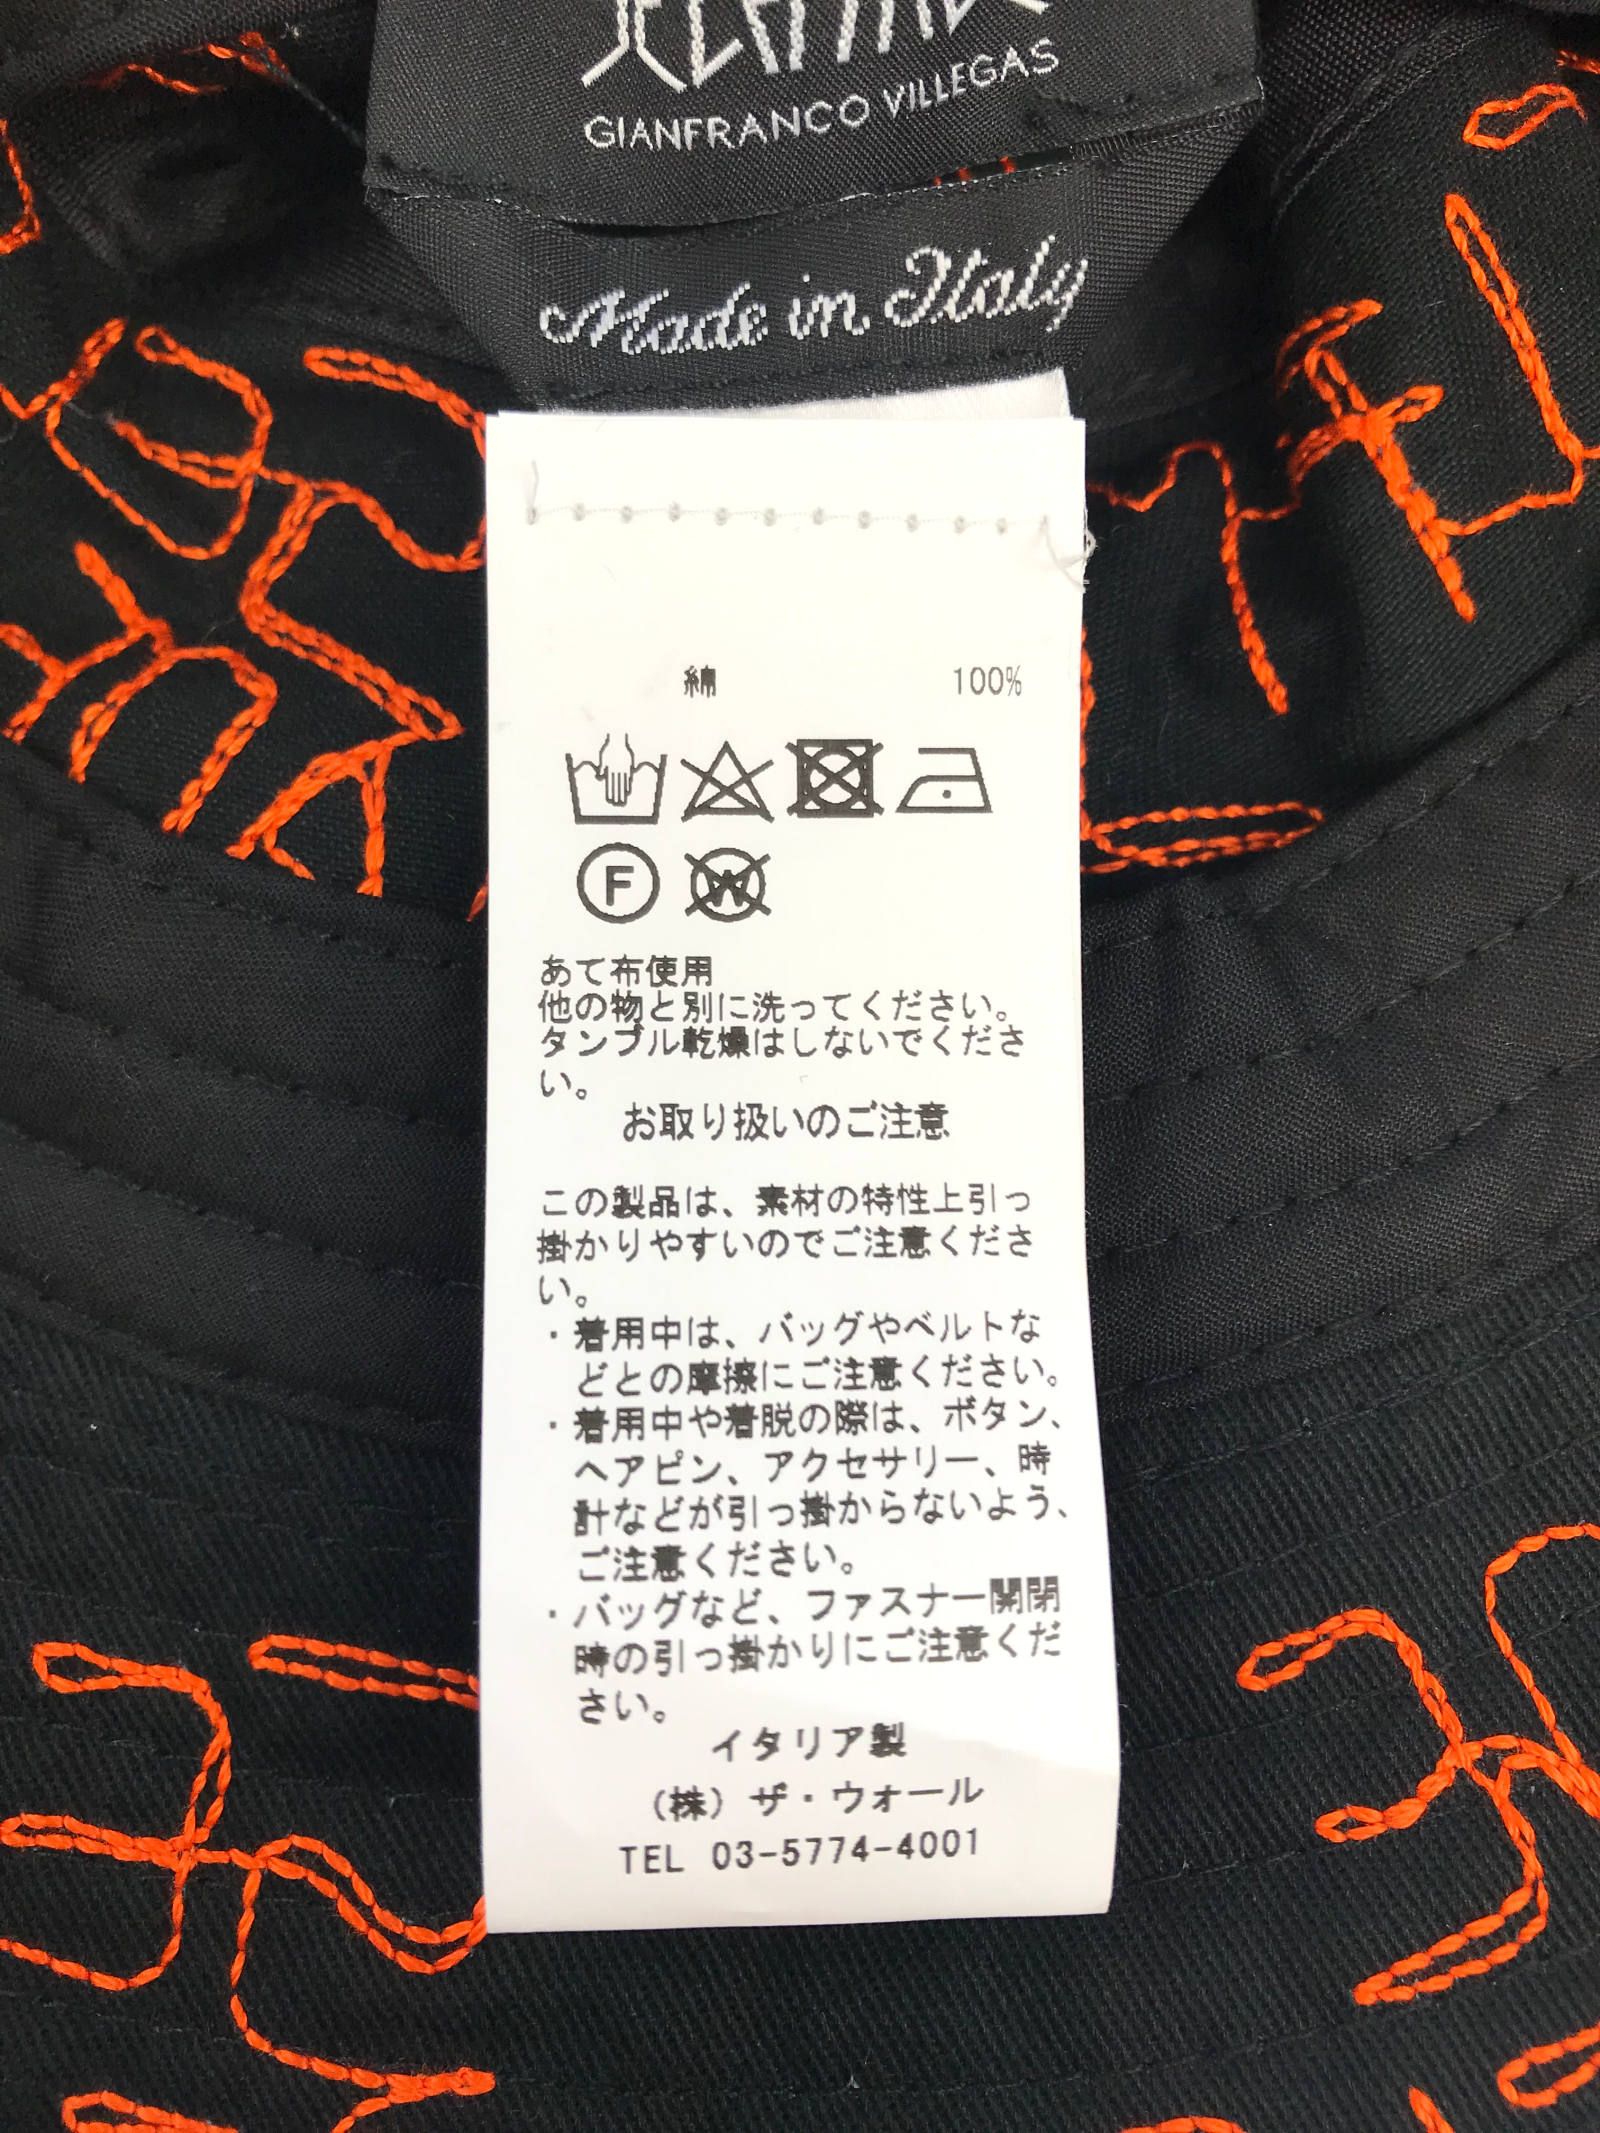 GIANFRANCO VILLEGAS
Made in Italy
綿 100%
F W
あて布使用
他の物と別に洗ってください。
タンブル乾燥はしないでくださ
い。
お取り扱いのご注意
この製品は、素材の特性上引っ
掛かりやすいのでご注意くださ
い。
・着用中は、バッグやベルトな
どとの摩擦にご注意ください。
・着用中や着脱の際は、ボタン、
ヘアピン、アクセサリー、時
計などが引っ掛からないよう、
ご注意ください。
・バッグなど、ファスナー開閉
時の引っ掛かりにご注意くだ
さい。
イタリア製
（株）ザ・ウォール
TEL 03-5774-4001